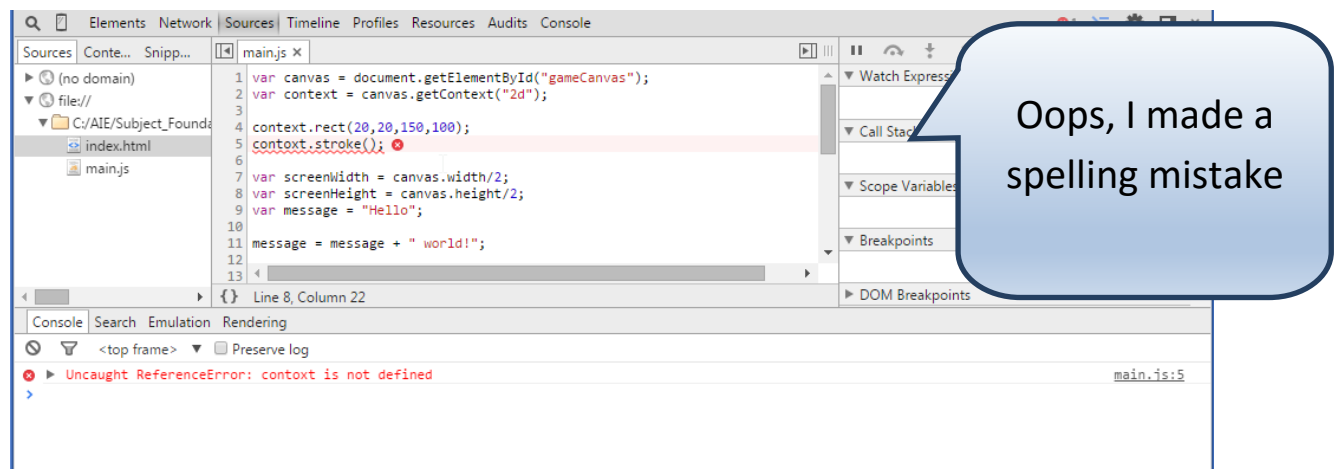 Elements Network Sources Timeline Profiles Resources Audits Console
Sources Conte... Snipp...
main.js ×
(no domain)
file://
C:/AIE/Subject_Founda
index.html
main.js
1 var canvas = document.getElementById("gameCanvas");
2 var context = canvas.getContext("2d");
3
4 context.rect(20,20,150,100);
5 contoxt.stroke();
6
7 var screenWidth = canvas.width/2;
8 var screenHeight = canvas.height/2;
9 var message = "Hello";
10
11 message = message + " world!";
12
13
{} Line 8, Column 22
Watch Expressi
Call Stac
Scope Variables
Breakpoints
DOM Breakpoints
Oops, I made a
spelling mistake
Console Search Emulation Rendering
<top frame> ▼ Preserve log
Uncaught ReferenceError: contoxt is not defined main.js:5
>